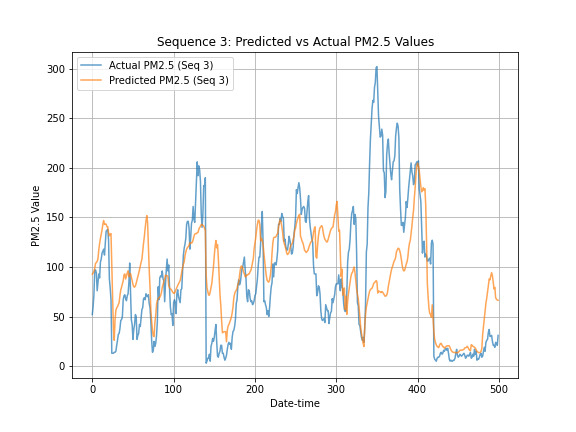 Sequence 3: Predicted vs Actual PM2.5 Values
Actual PM2.5 (Seq 3)
Predicted PM2.5 (Seq 3)
PM2.5 Value
300
250
200
150
100
50
0
0 100 200 300 400 500
Date-time